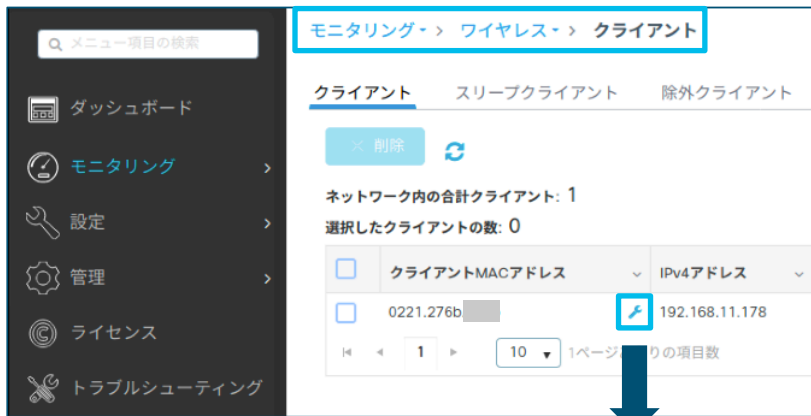 メニュー項目の検索
モニタリング > ワイヤレス > クライアント
ダッシュボード
モニタリング >
設定 >
管理 >
ライセンス
トラブルシューティング
クライアント スリープクライアント 除外クライアント
× 削除
ネットワーク内の合計クライアント: 1
選択したクライアントの数: 0
クライアントMACアドレス IPv4アドレス
0221.276b. 192.168.11.178
1 10 1ページ りの項目数